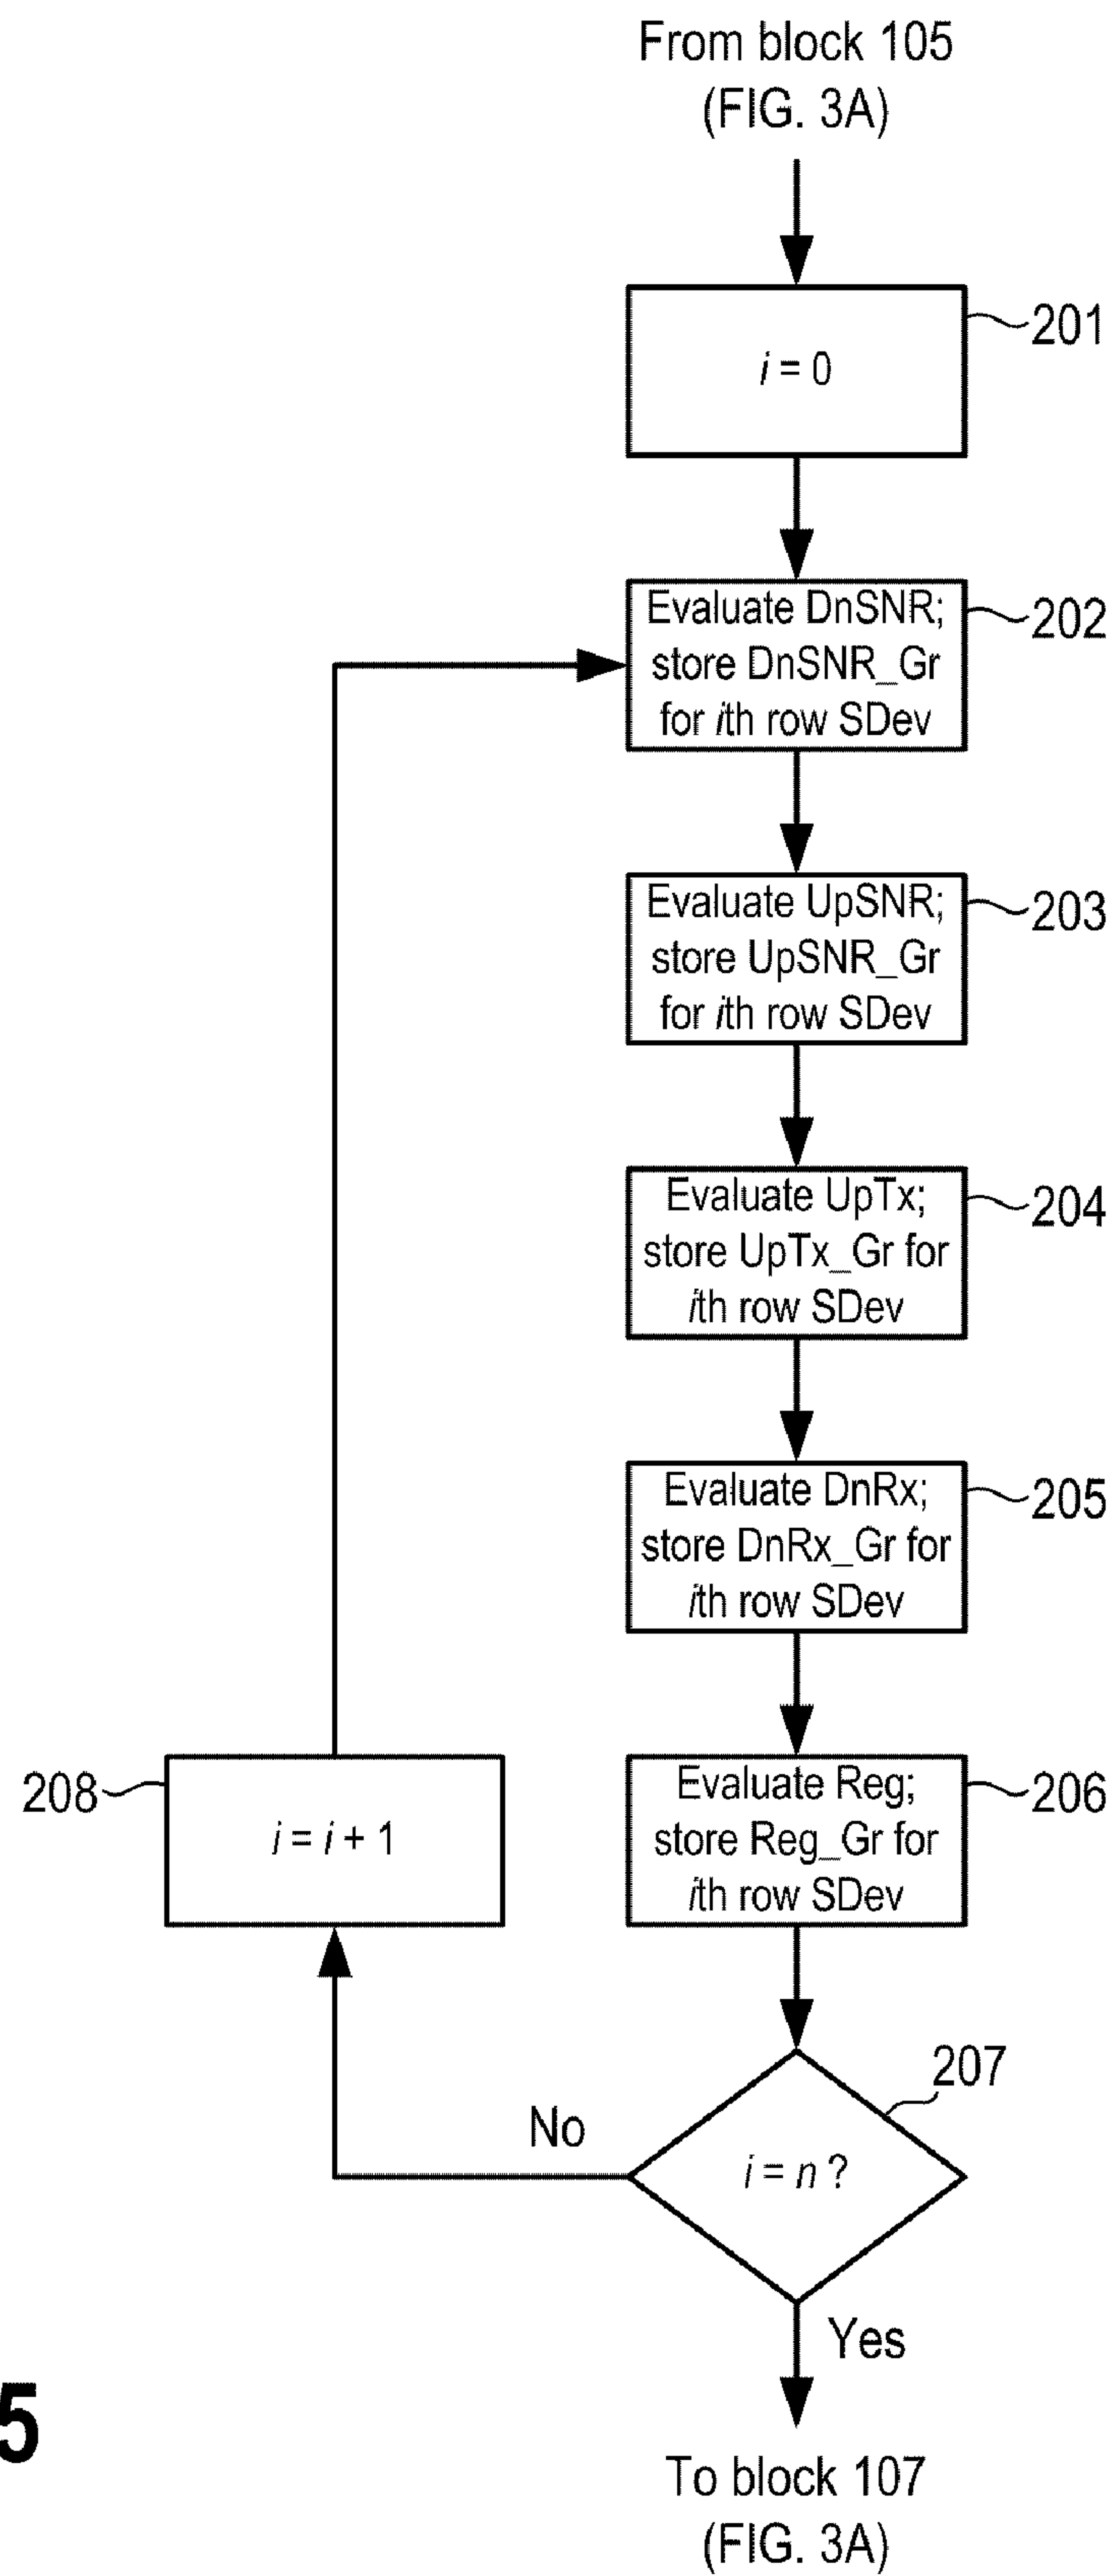 From block 105
(FIG. 3A)
i = 0
201
Evaluate DnSNR;
store DnSNR_Gr
for ith row SDev
202
Evaluate UpSNR;
store UpSNR_Gr
for ith row SDev
203
Evaluate UpTx;
store UpTx_Gr for
ith row SDev
204
Evaluate DnRx;
store DnRx_Gr for
ith row SDev
205
208
i = i + 1
Evaluate Reg;
store Reg_Gr for
ith row SDev
206
207
No
i = n ?
Yes
5
To block 107
(FIG. 3A)